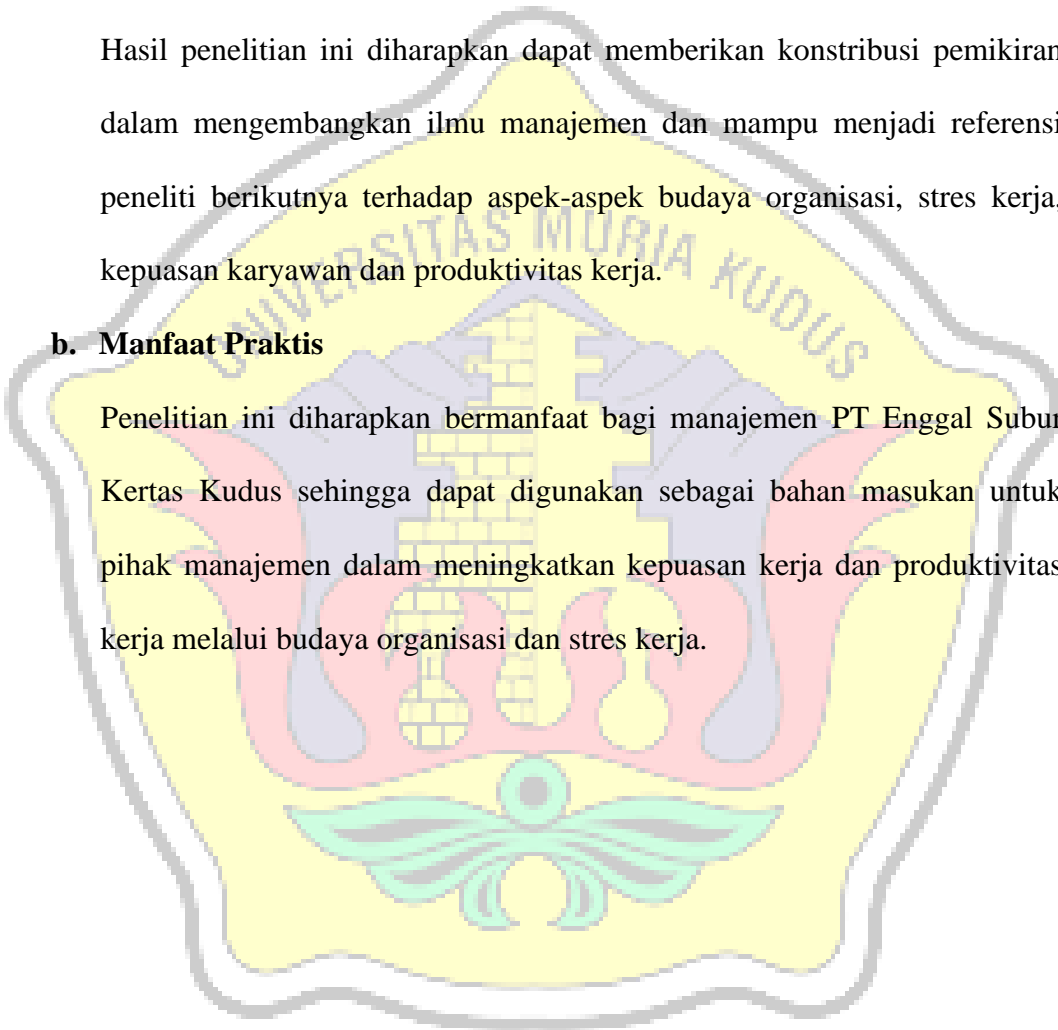 Hasil penelitian ini diharapkan dapat memberikan konstribusi pemikiran
dalam mengembangkan ilmu manajemen dan mampu menjadi referensi
peneliti berikutnya terhadap aspek-aspek budaya organisasi, stres kerja,
kepuasan karyawan dan produktivitas kerja.
UNIVERSITAS MURIA KUDUS
b. Manfaat Praktis
Penelitian ini diharapkan bermanfaat bagi manajemen PT Enggal Subur
Kertas Kudus sehingga dapat digunakan sebagai bahan masukan untuk
pihak manajemen dalam meningkatkan kepuasan kerja dan produktivitas
kerja melalui budaya organisasi dan stres kerja.